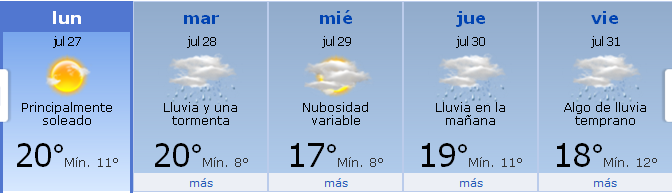 lun
jul 27
Principalmente
soleado
20° Mín. 11°
mar
jul 28
Lluvia y una
tormenta
20° Mín. 8°
más
mié
jul 29
Nubosidad
variable
17° Mín. 8°
más
jue
jul 30
Lluvia en la
mañana
19° Mín. 11°
más
vie
jul 31
Algo de lluvia
temprano
18° Mín. 12°
más